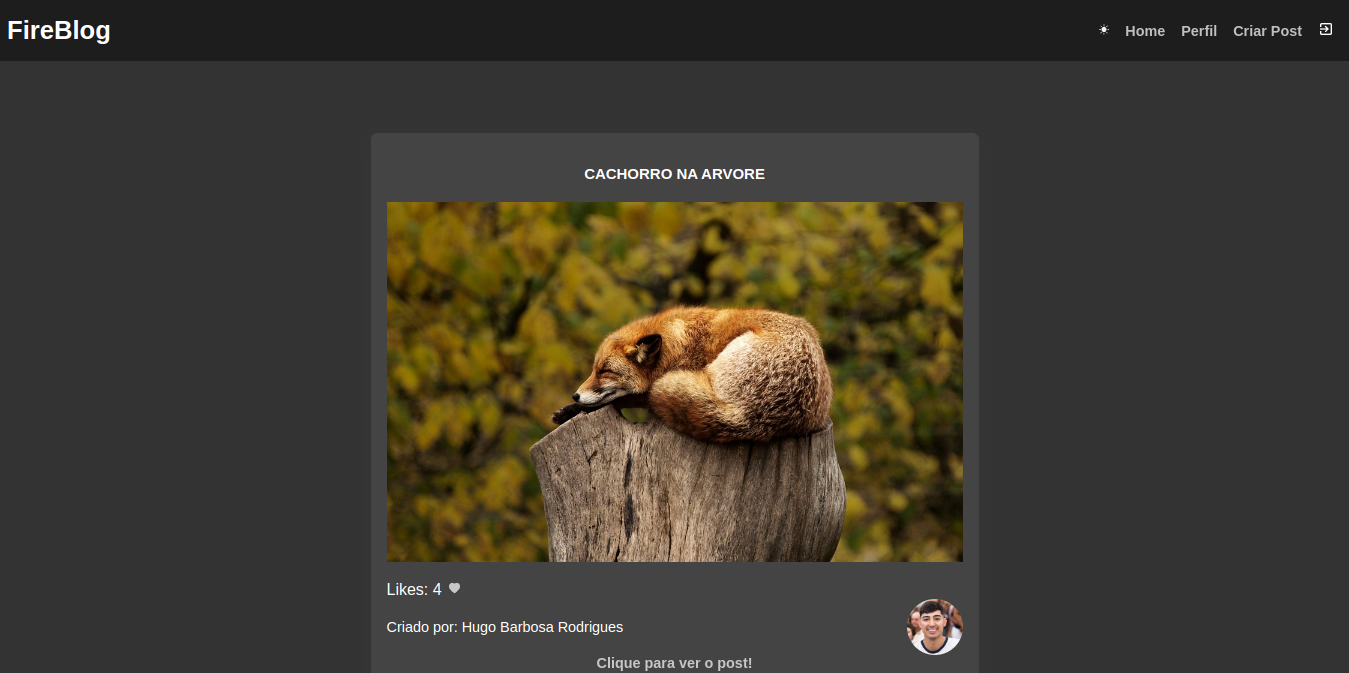 FireBlog
Home Perfil Criar Post
CACHORRO NA ARVORE
Likes: 4
Criado por: Hugo Barbosa Rodrigues
Clique para ver o post!